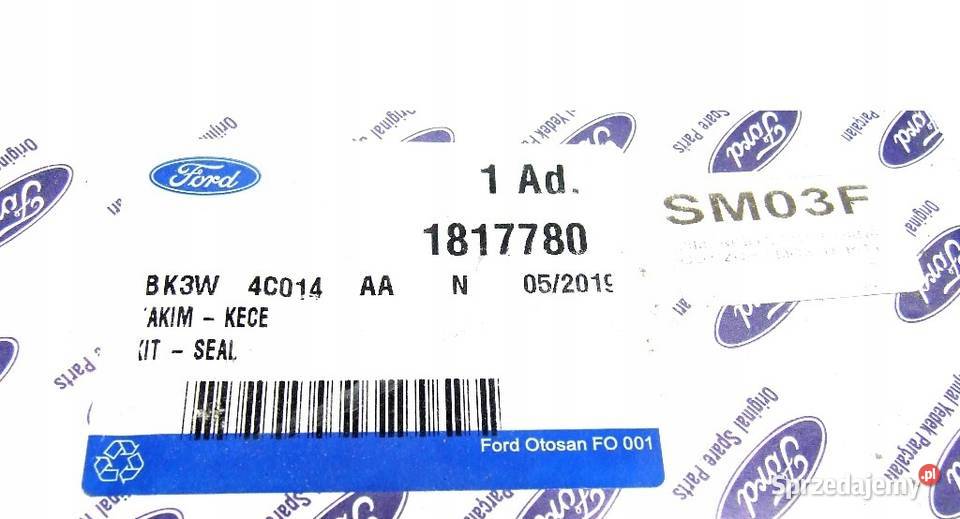 Ford
1 Ad.
1817780
BK3W 4C014 AA N 05/2019
TAKIM - KECE
KIT - SEAL
Ford Otosan FO 001
SM03F
Original Spare Parts
Orijinal Yedek Parçaları
Ford
Sprzedajemy.pl